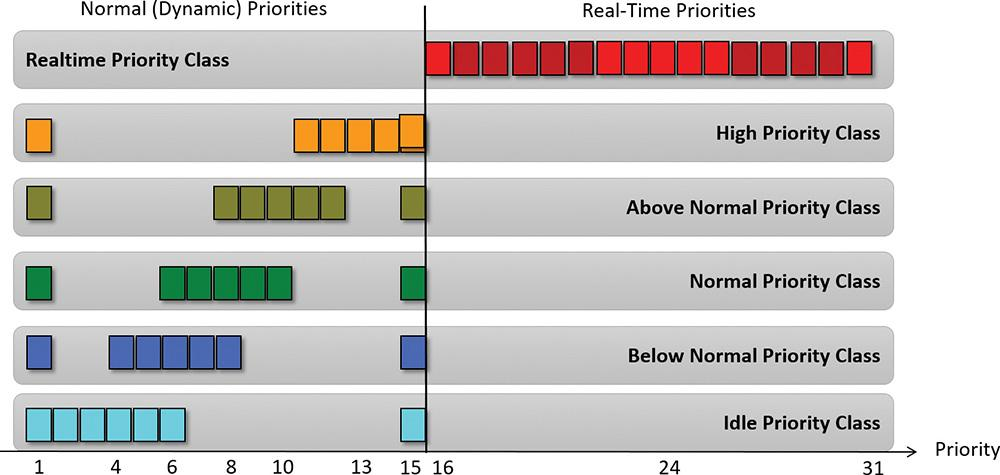 Normal (Dynamic) Priorities
Real-Time Priorities
Realtime Priority Class
High Priority Class
Above Normal Priority Class
Normal Priority Class
Below Normal Priority Class
Idle Priority Class
Priority
1 4 6 8 10 13 15 16 24 31